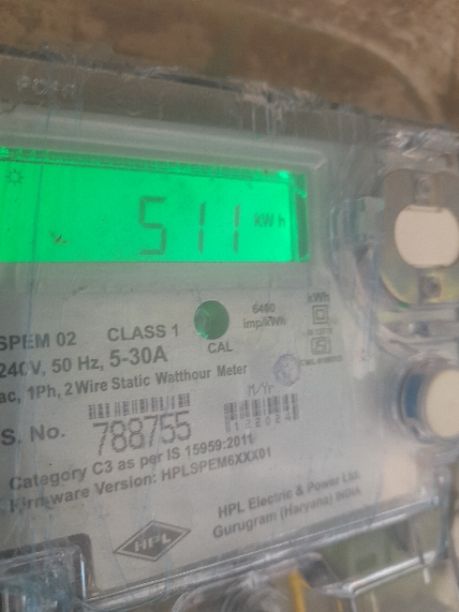 511 kWh
SPEM 02 CLASS 1
6400 imp/kWh
kWh
CAL
240V, 50 Hz, 5-30A
ac, 1Ph, 2 Wire Static Watthour Meter
M/Yr
S. No. 788755
Category C3 as per IS 15959:2011
Firmware Version: HPLSPEM6XXX01
HPL Electric & Power Ltd.
Gurugram (Haryana) INDIA
HPL